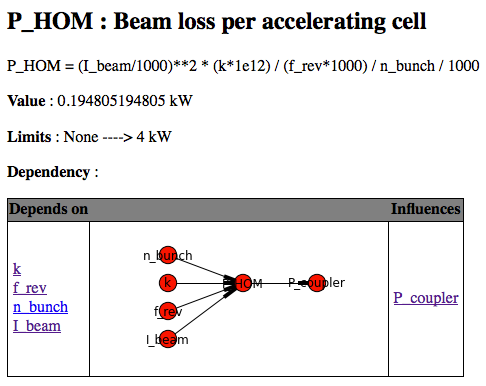 P_HOM : Beam loss per accelerating cell
P_HOM = (I_beam/1000)**2 * (k*1e12) / (f_rev*1000) / n_bunch / 1000
Value : 0.194805194805 kW
Limits : None ----> 4 kW
Dependency :
Depends on Influences
k
f_rev
n_bunch
I_beam
n_bunch
k
P_HOM
P_coupler
f_rev
I_beam
P_coupler